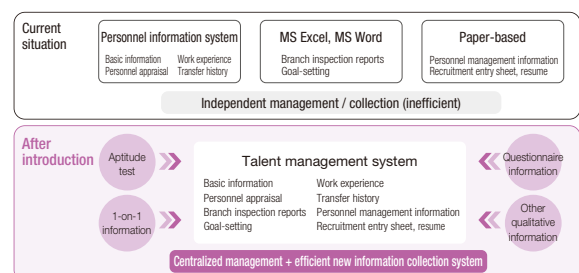 Current
situation
Personnel information system
Basic information Work experience
Personnel appraisal Transfer history
MS Excel, MS Word
Branch inspection reports
Goal-setting
Paper-based
Personnel management information
Recruitment entry sheet, resume
Independent management / collection (inefficient)
After
introduction
Aptitude
test
1-on-1
information
Talent management system
Basic information Work experience
Personnel appraisal Transfer history
Branch inspection reports Personnel management information
Goal-setting Recruitment entry sheet, resume
Questionnaire
information
Other
qualitative
information
Centralized management + efficient new information collection system